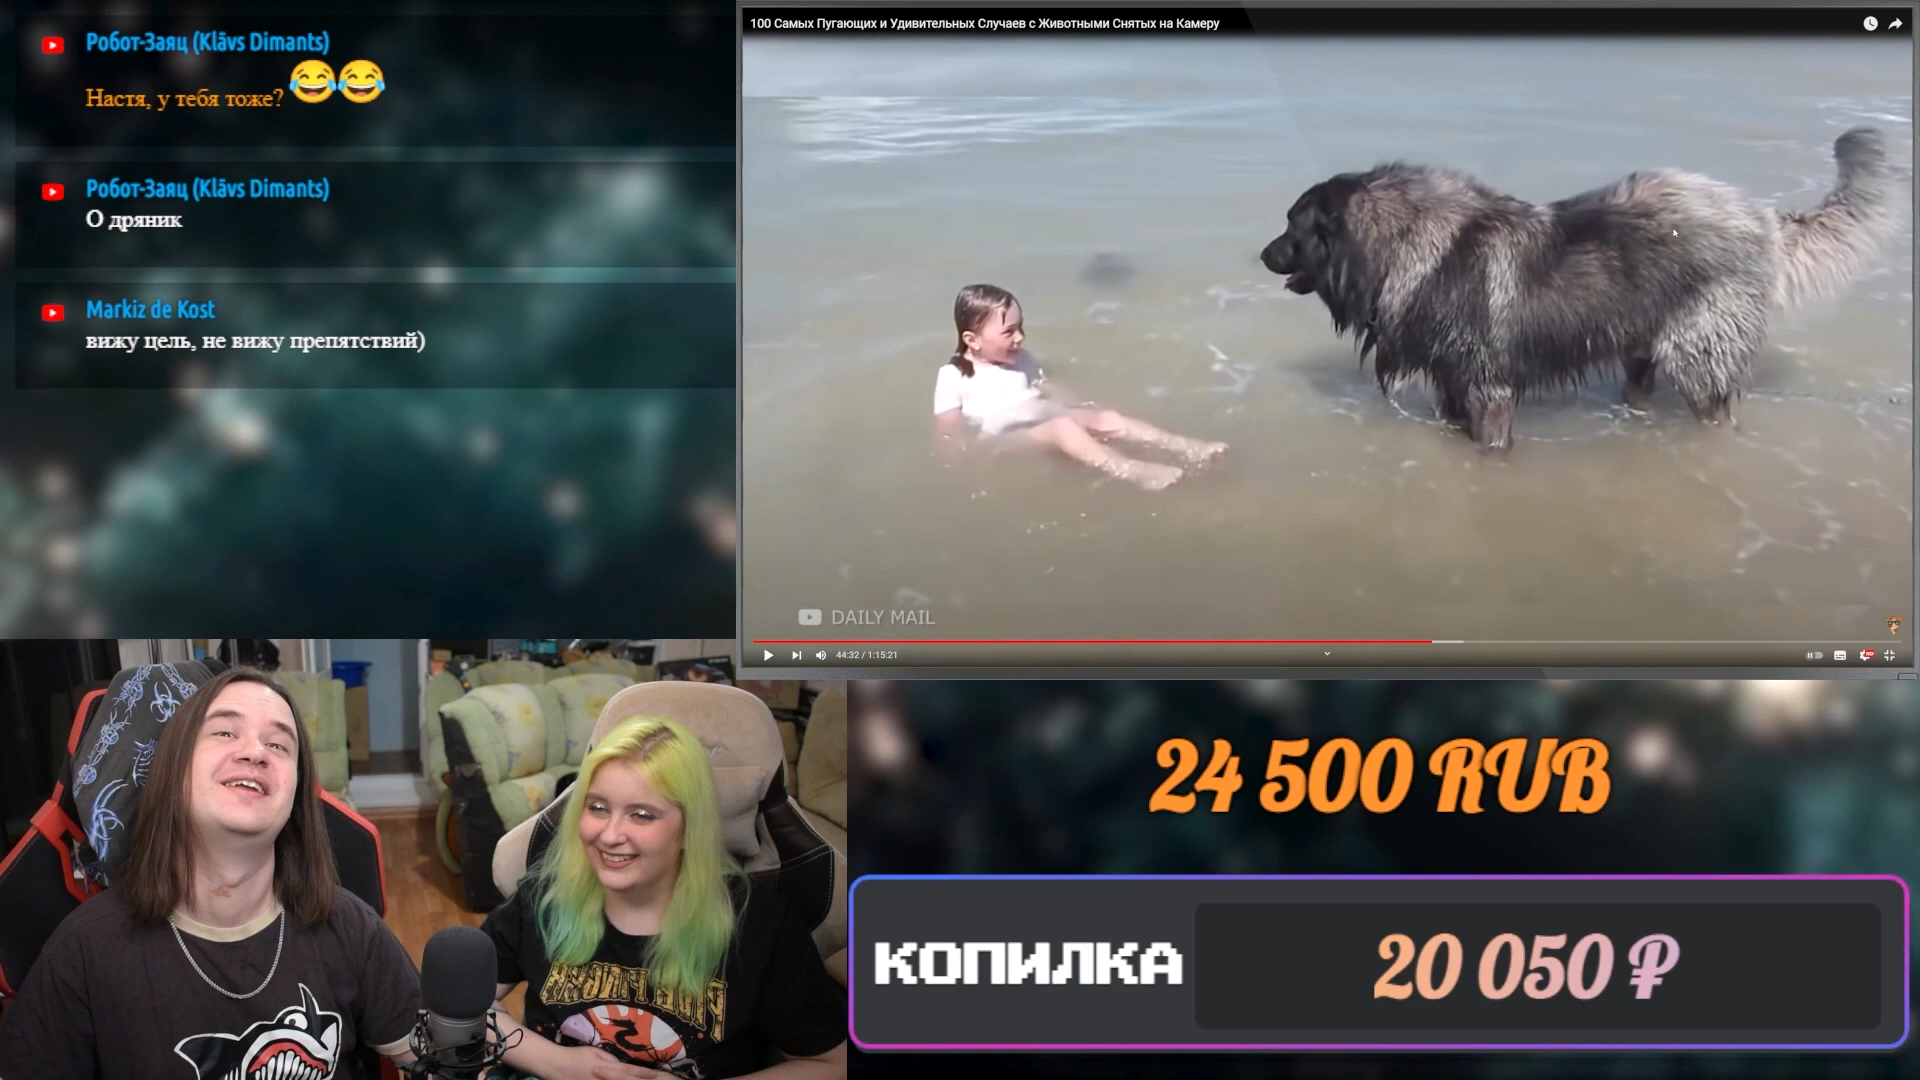 Робот-Заяц (Klāvs Dimants)
Настя, у тебя тоже? 😂😂
Робот-Заяц (Klāvs Dimants)
О дряник
Markiz de Kost
вижу цель, не вижу препятствий)
100 Самых Пугающих и Удивительных Случаев с Животными Снятых на Камеру
DAILY MAIL
44:32 / 1:15:21
24 500 RUB
КОПИЛКА
20 050 ₽